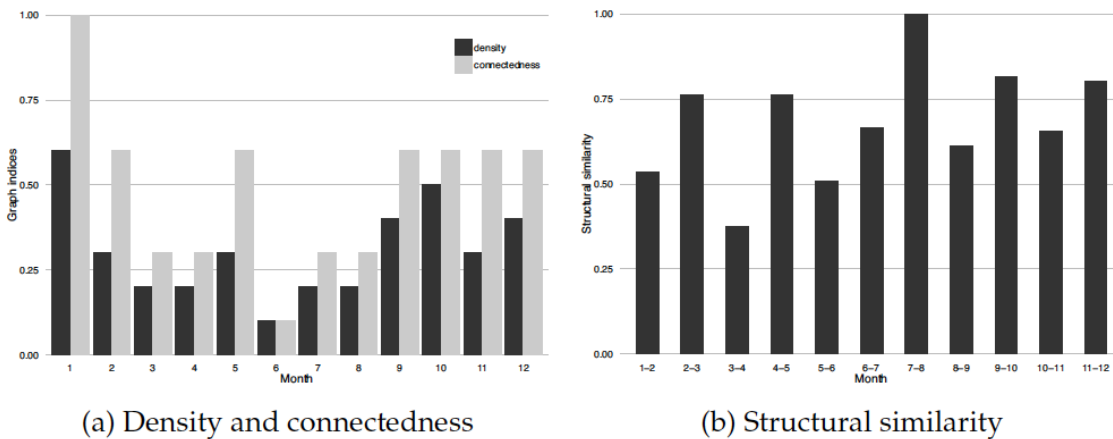 1.00
0.75
0.50
0.25
0.00
Graph indices
density
connectedness
1 2 3 4 5 6 7 8 9 10 11 12
Month
(a) Density and connectedness
1.00
0.75
0.50
0.25
0.00
Structural similarity
1–2 2–3 3–4 4–5 5–6 6–7 7–8 8–9 9–10 10–11 11–12
Month
(b) Structural similarity